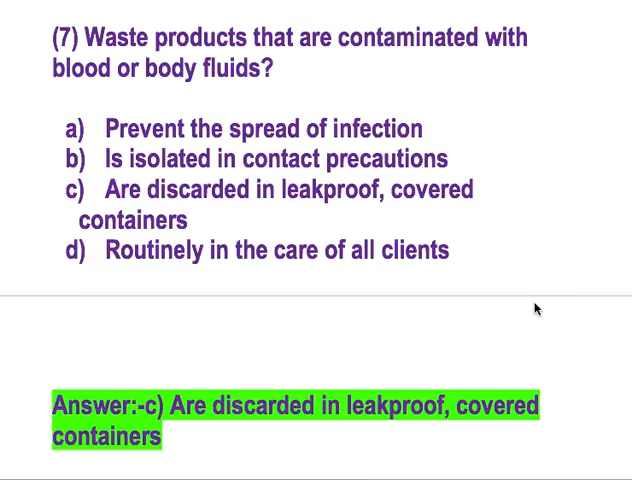 (7) Waste products that are contaminated with
blood or body fluids?
a) Prevent the spread of infection
b) Is isolated in contact precautions
c) Are discarded in leakproof, covered
containers
d) Routinely in the care of all clients
Answer:-c) Are discarded in leakproof, covered
containers